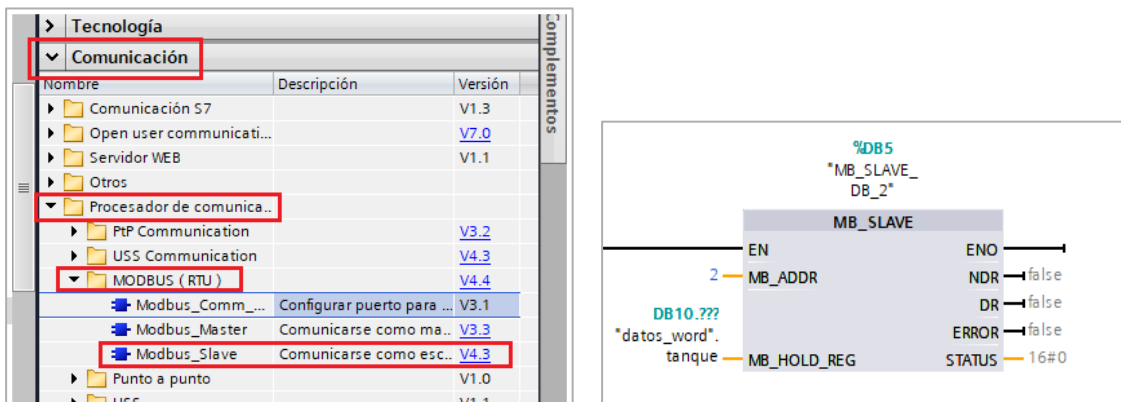 Tecnología
Comunicación
Nombre Descripción Versión
Comunicación S7 V1.3
Open user communicati... V7.0
Servidor WEB V1.1
Otros
Procesador de comunica..
PtP Communication V3.2
USS Communication V4.3
MODBUS (RTU) V4.4
Modbus_Comm_... Configurar puerto para ... V3.1
Modbus_Master Comunicarse como ma.. V3.3
Modbus_Slave Comunicarse como esc.. V4.3
Punto a punto V1.0
USS V1.1
Complementos
%DB5
"MB_SLAVE_
DB_2"
MB_SLAVE
EN ENO
2 MB_ADDR NDR false
DB10.??? DR false
"datos_word". ERROR false
tanque MB_HOLD_REG STATUS 16#0